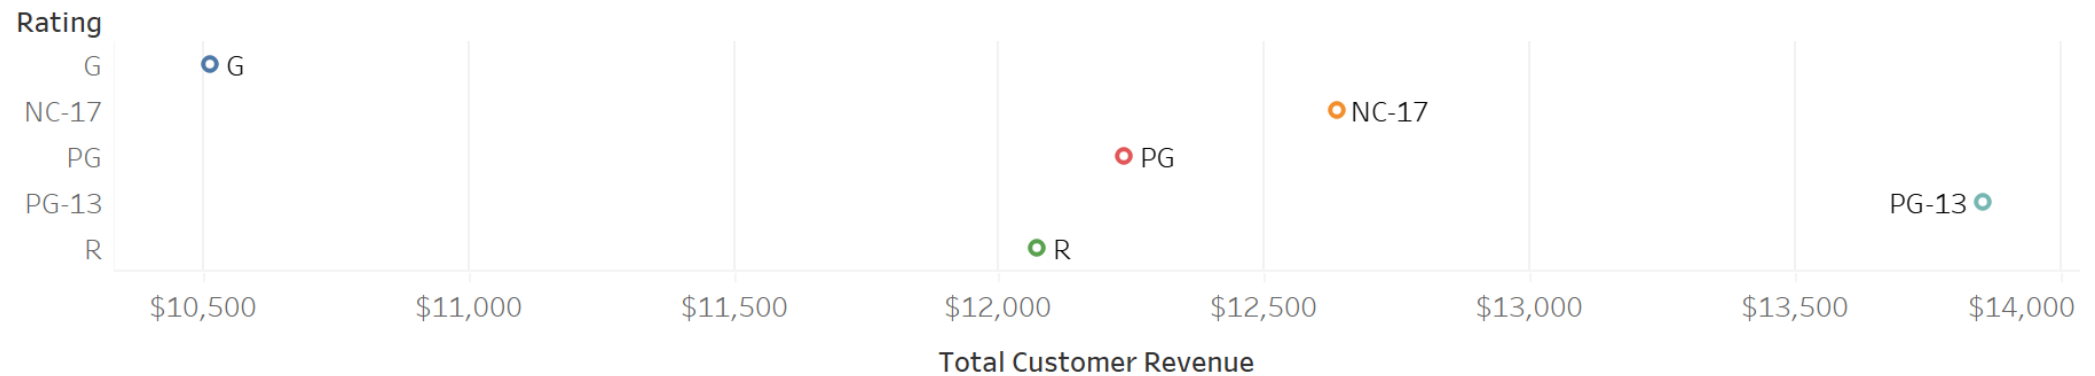 Rating
G G
NC-17 NC-17
PG PG
PG-13 PG-13
R R
$10,500 $11,000 $11,500 $12,000 $12,500 $13,000 $13,500 $14,000
Total Customer Revenue